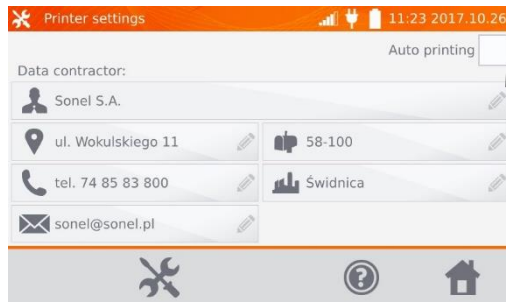 Printer settings
11:23 2017.10.26
Auto printing
Data contractor:
Sonel S.A.
ul. Wokulskiego 11
58-100
tel. 74 85 83 800
Świdnica
sonel@sonel.pl
?